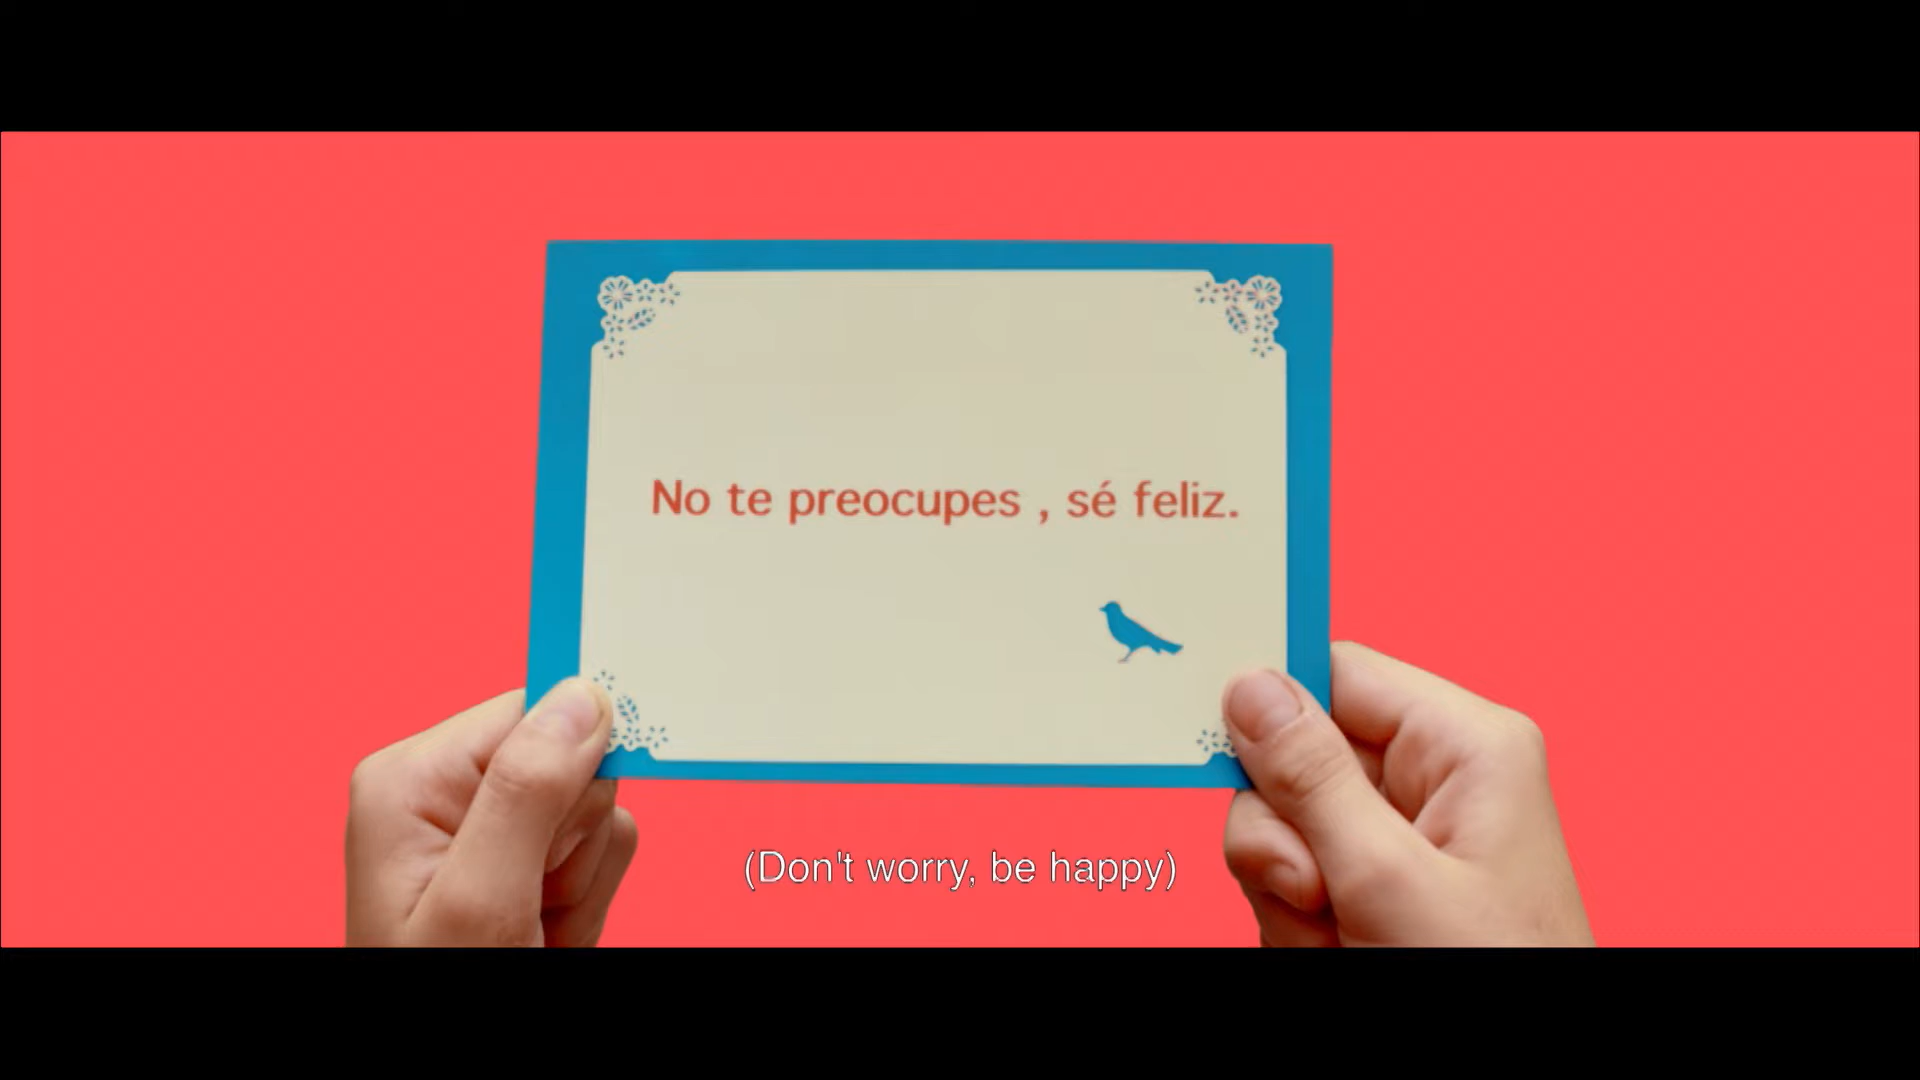 No te preocupes , sé feliz.
(Don't worry, be happy)